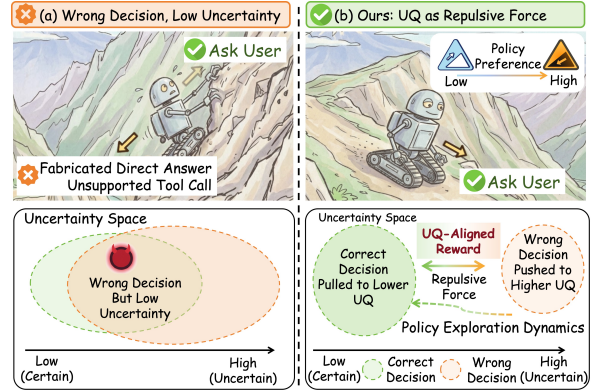 (a) Wrong Decision, Low Uncertainty
Ask User
Fabricated Direct Answer
Unsupported Tool Call
Uncertainty Space
Wrong Decision
But Low
Uncertainty
Low
(Certain)
High
(Uncertain)
(b) Ours: UQ as Repulsive Force
Policy
Preference
Low
High
Ask User
Uncertainty Space
Correct
Decision
Pulled to Lower
UQ
UQ-Aligned
Reward
Repulsive
Force
Wrong
Decision
Pushed to
Higher UQ
Policy Exploration Dynamics
Low
(Certain)
Correct
Decision
Wrong
Decision
High
(Uncertain)